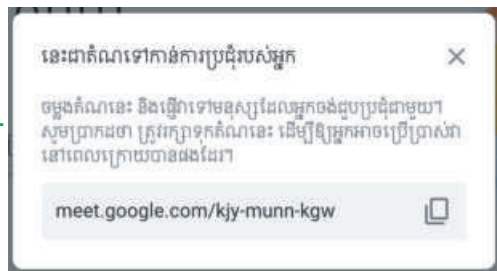 នេះជាតំណទៅកាន់ការប្រជុំរបស់អ្នក
ចម្លងតំណនេះ និងផ្ញើវាទៅមនុស្សដែលអ្នកចង់ជួបប្រជុំជាមួយ។
សូមប្រាកដថា ត្រូវរក្សាទុកតំណនេះ ដើម្បីឱ្យអ្នកអាចប្រើប្រាស់វា
នៅពេលក្រោយបានផងដែរ។
meet.google.com/kjy-munn-kgw